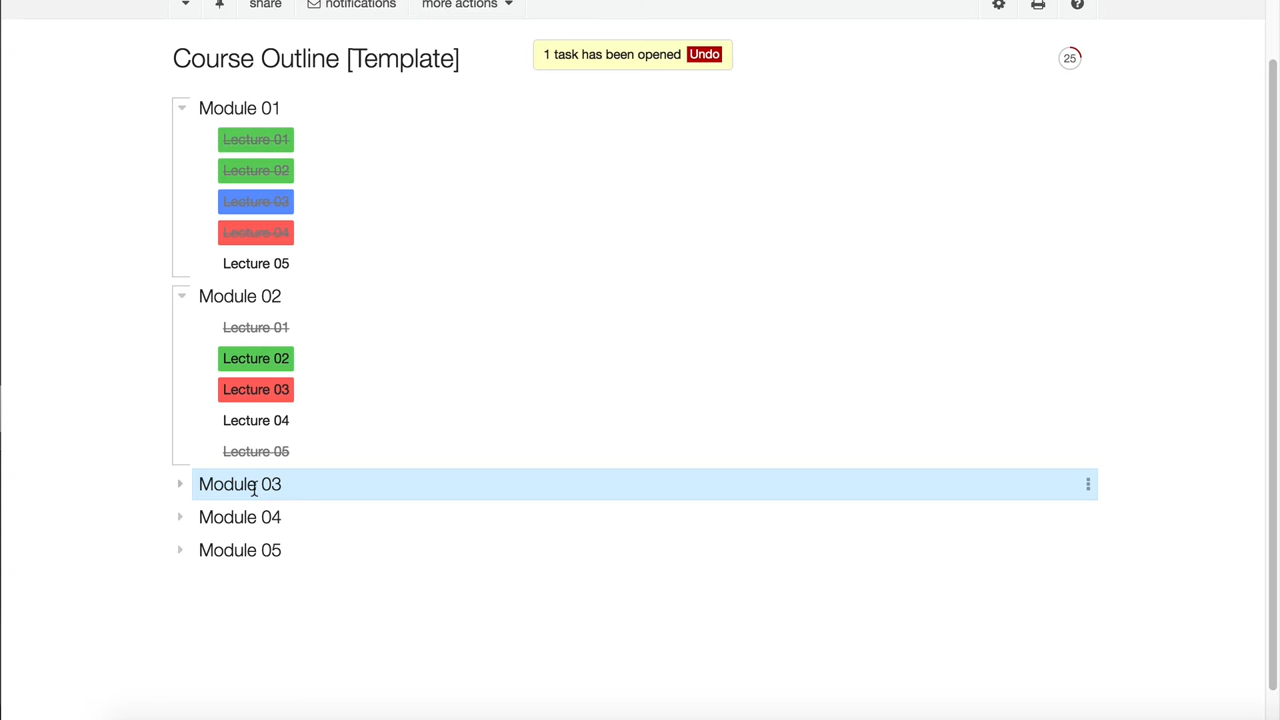 share notifications more actions
Course Outline [Template]
1 task has been opened Undo
25
Module 01
Lecture 01
Lecture 02
Lecture 03
Lecture 04
Lecture 05
Module 02
Lecture 01
Lecture 02
Lecture 03
Lecture 04
Lecture 05
Module 03
Module 04
Module 05